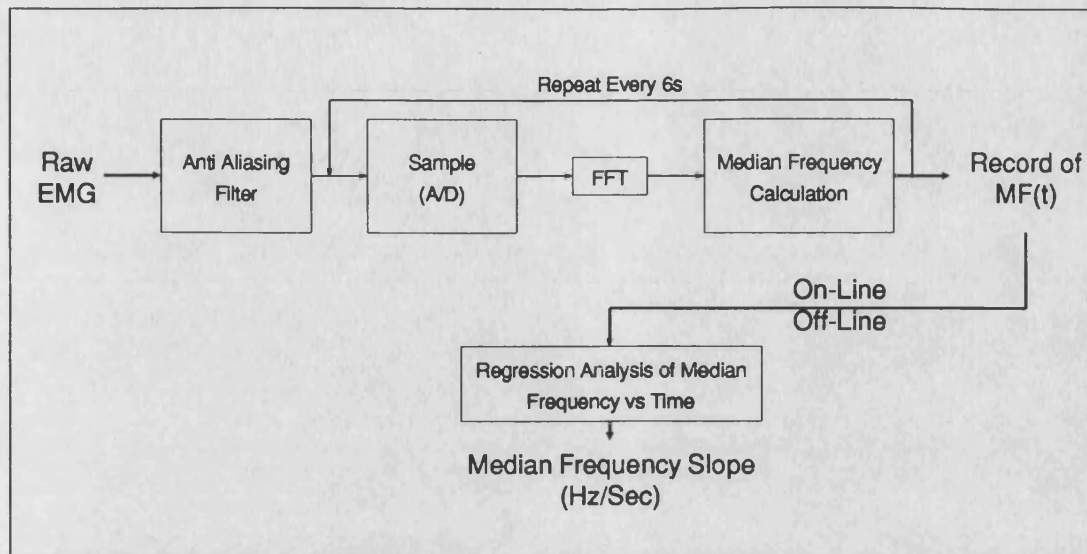 Repeat Every 6s
Raw
EMG
Anti Aliasing
Filter
Sample
(A/D)
FFT
Median Frequency
Calculation
Record of
MF(t)
On-Line
Off-Line
Regression Analysis of Median
Frequency vs Time
Median Frequency Slope
(Hz/Sec)